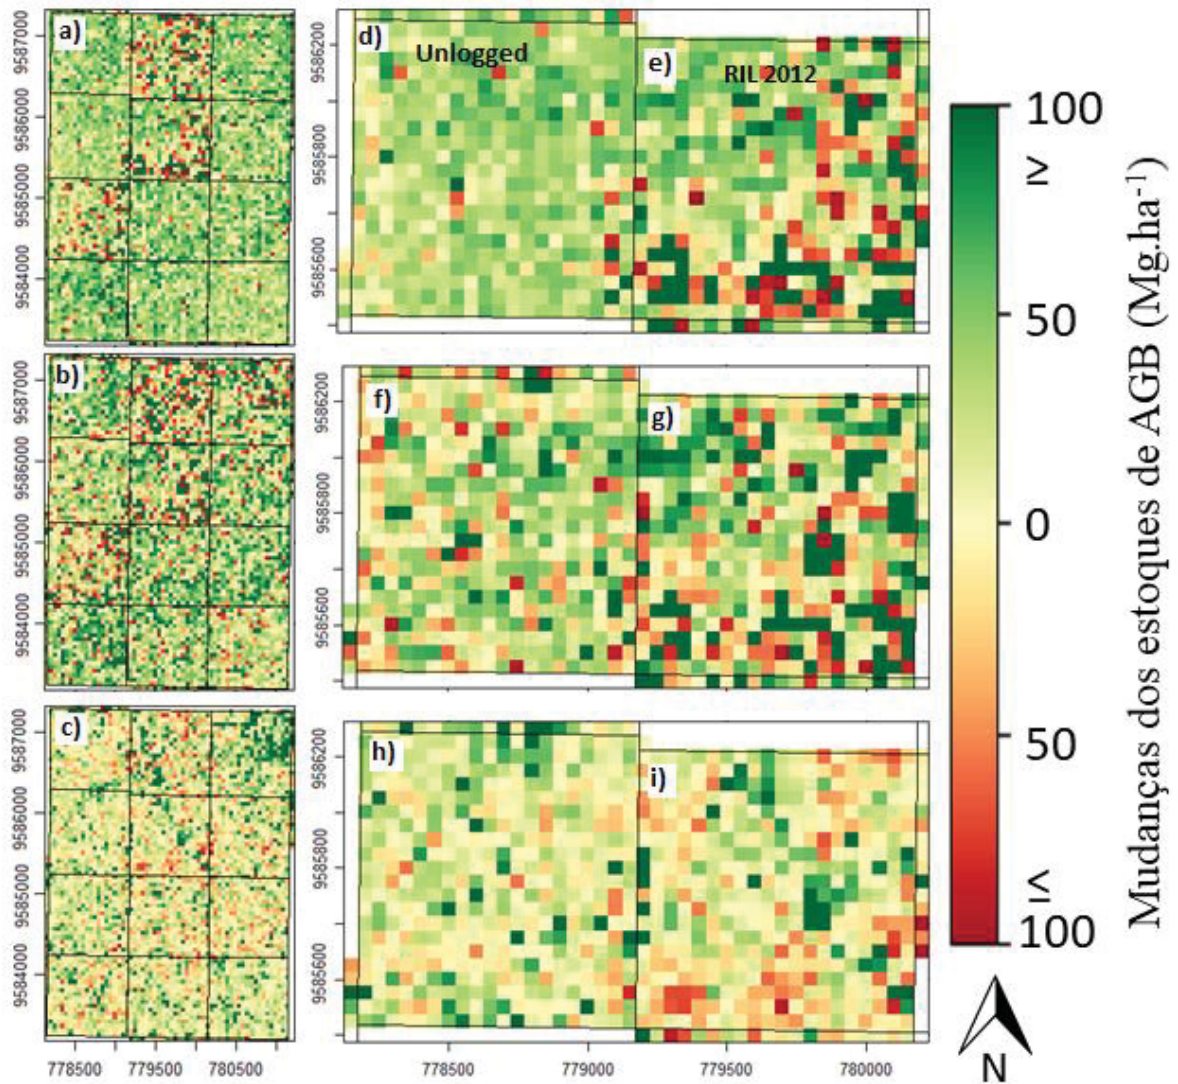 a)
9587000
9586000
9585000
9584000
b)
9587000
9586000
9585000
9584000
c)
9587000
9586000
9585000
9584000
778500
779500
780500
d)
Unlogged
e)
RIL 2012
9586200
9585800
9585600
f)
g)
9586200
9585800
9585600
h)
i)
9586200
9585800
9585600
778500
779000
779500
780000
100
≥
50
0
50
≤
100
Mudanças dos estoques de AGB (Mg.ha⁻¹)
N